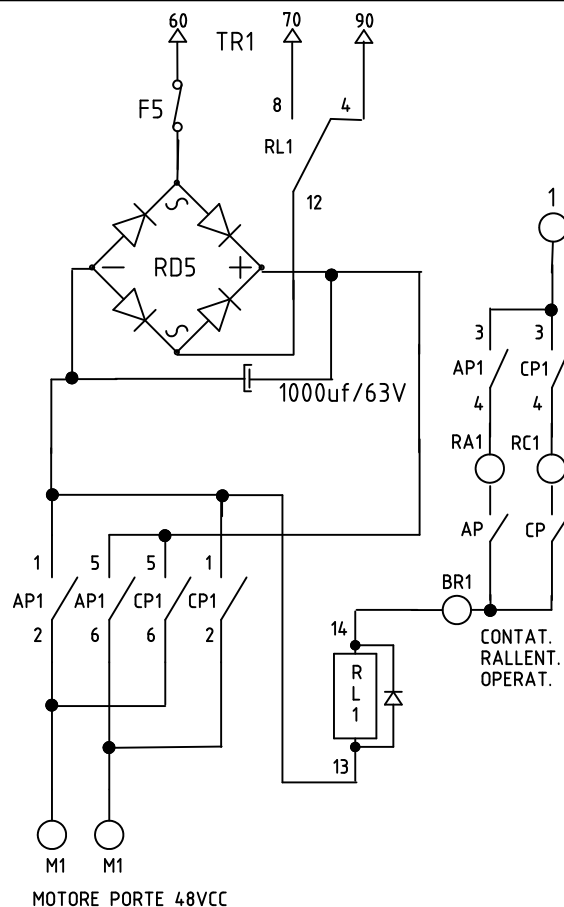 60 70 90
TR1
F5
8 4
RL1
12
1
RD5
− +
3 3
AP1 CP1
4 4
1000uf/63V
RA1 RC1
AP CP
1 5 5 1
AP1 AP1 CP1 CP1
2 6 6 2
BR1
14
CONTAT.
RALLENT.
OPERAT.
R
L
1
13
M1 M1
MOTORE PORTE 48VCC